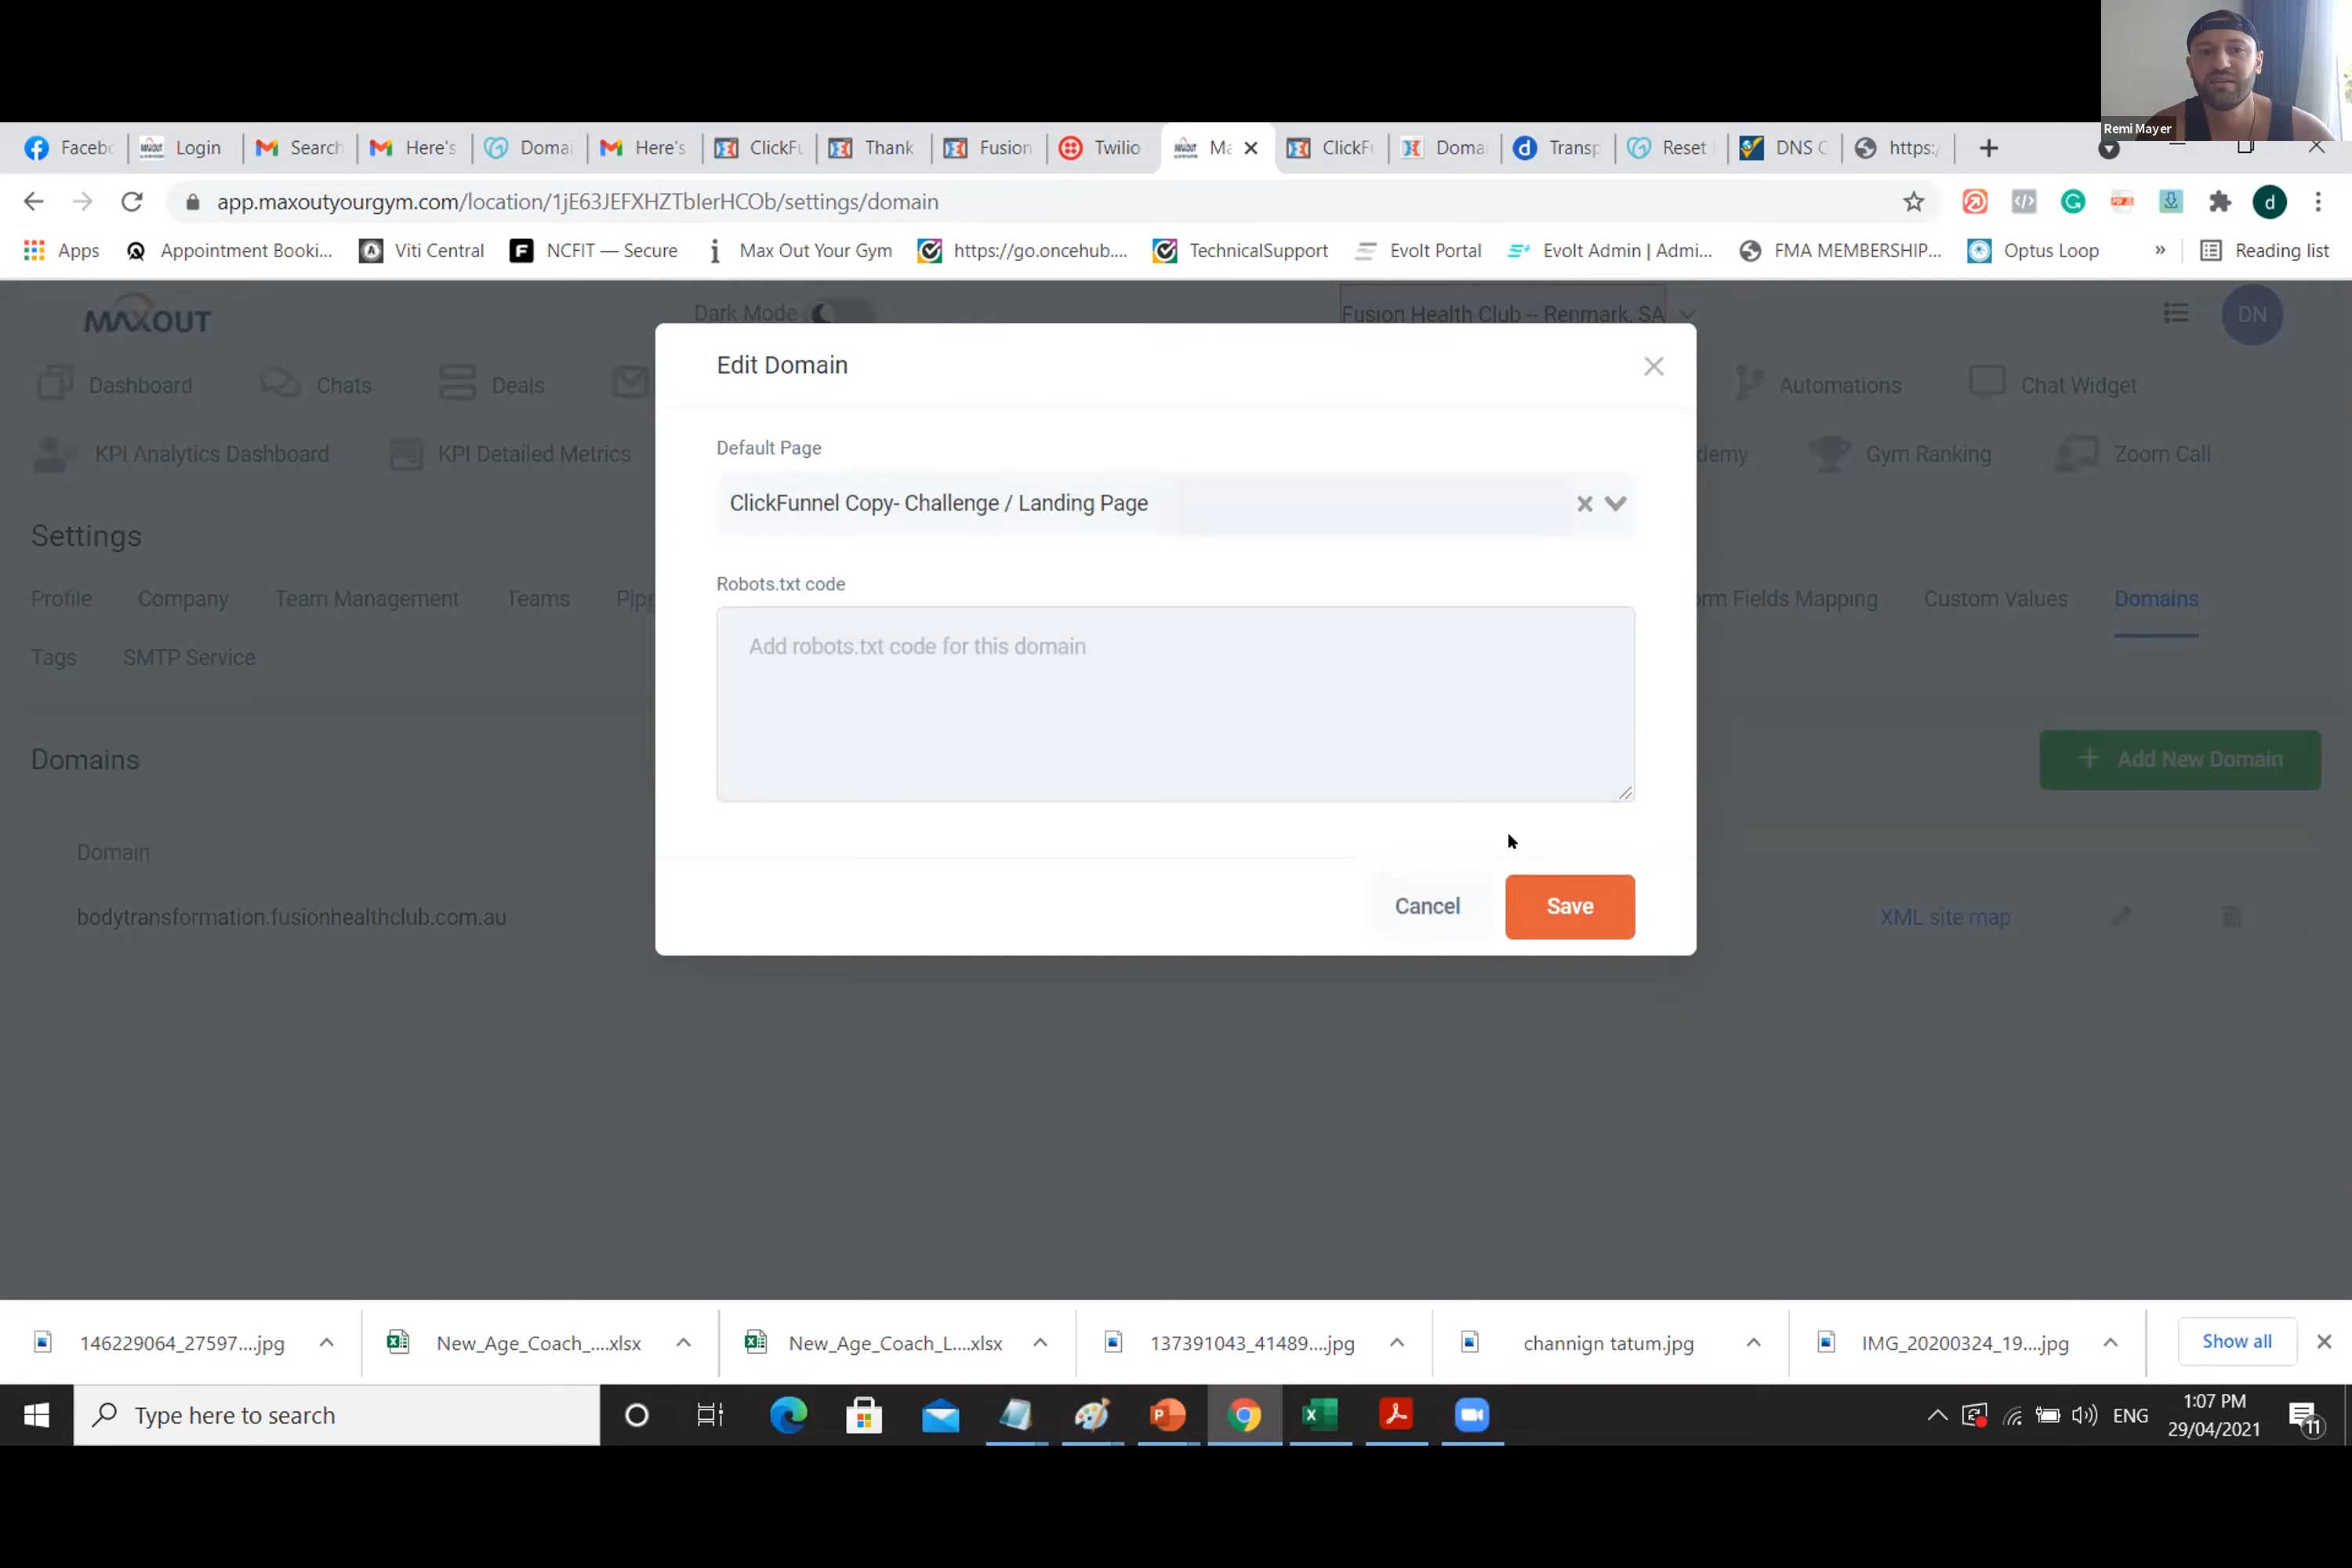 Remi Mayer
Faceb
Login
Search
Here's
Domai
Here's
ClickFu
Thank
Fusion
Twilio
Ma
ClickFu
Domai
Transp
Reset
DNS C
https:/
app.maxoutyourgym.com/location/1jE63JEFXHZTbIerHCOb/settings/domain
d
Apps
Appointment Booki...
Viti Central
NCFIT — Secure
Max Out Your Gym
https://go.oncehub....
TechnicalSupport
Evolt Portal
Evolt Admin | Admi...
FMA MEMBERSHIP...
Optus Loop
»
Reading list
MAXOUT
Dark Mode
Fusion Health Club -- Renmark, SA
DN
Dashboard
Chats
Deals
Automations
Chat Widget
KPI Analytics Dashboard
KPI Detailed Metrics
demy
Gym Ranking
Zoom Call
Settings
Profile
Company
Team Management
Teams
Pipe
rm Fields Mapping
Custom Values
Domains
Tags
SMTP Service
Domains
+ Add New Domain
Domain
bodytransformation.fusionhealthclub.com.au
XML site map
Edit Domain
Default Page
ClickFunnel Copy- Challenge / Landing Page
Robots.txt code
Add robots.txt code for this domain
Cancel
Save
146229064_27597....jpg
New_Age_Coach_....xlsx
New_Age_Coach_L....xlsx
137391043_41489....jpg
channign tatum.jpg
IMG_20200324_19....jpg
Show all
Type here to search
ENG
1:07 PM
29/04/2021
11